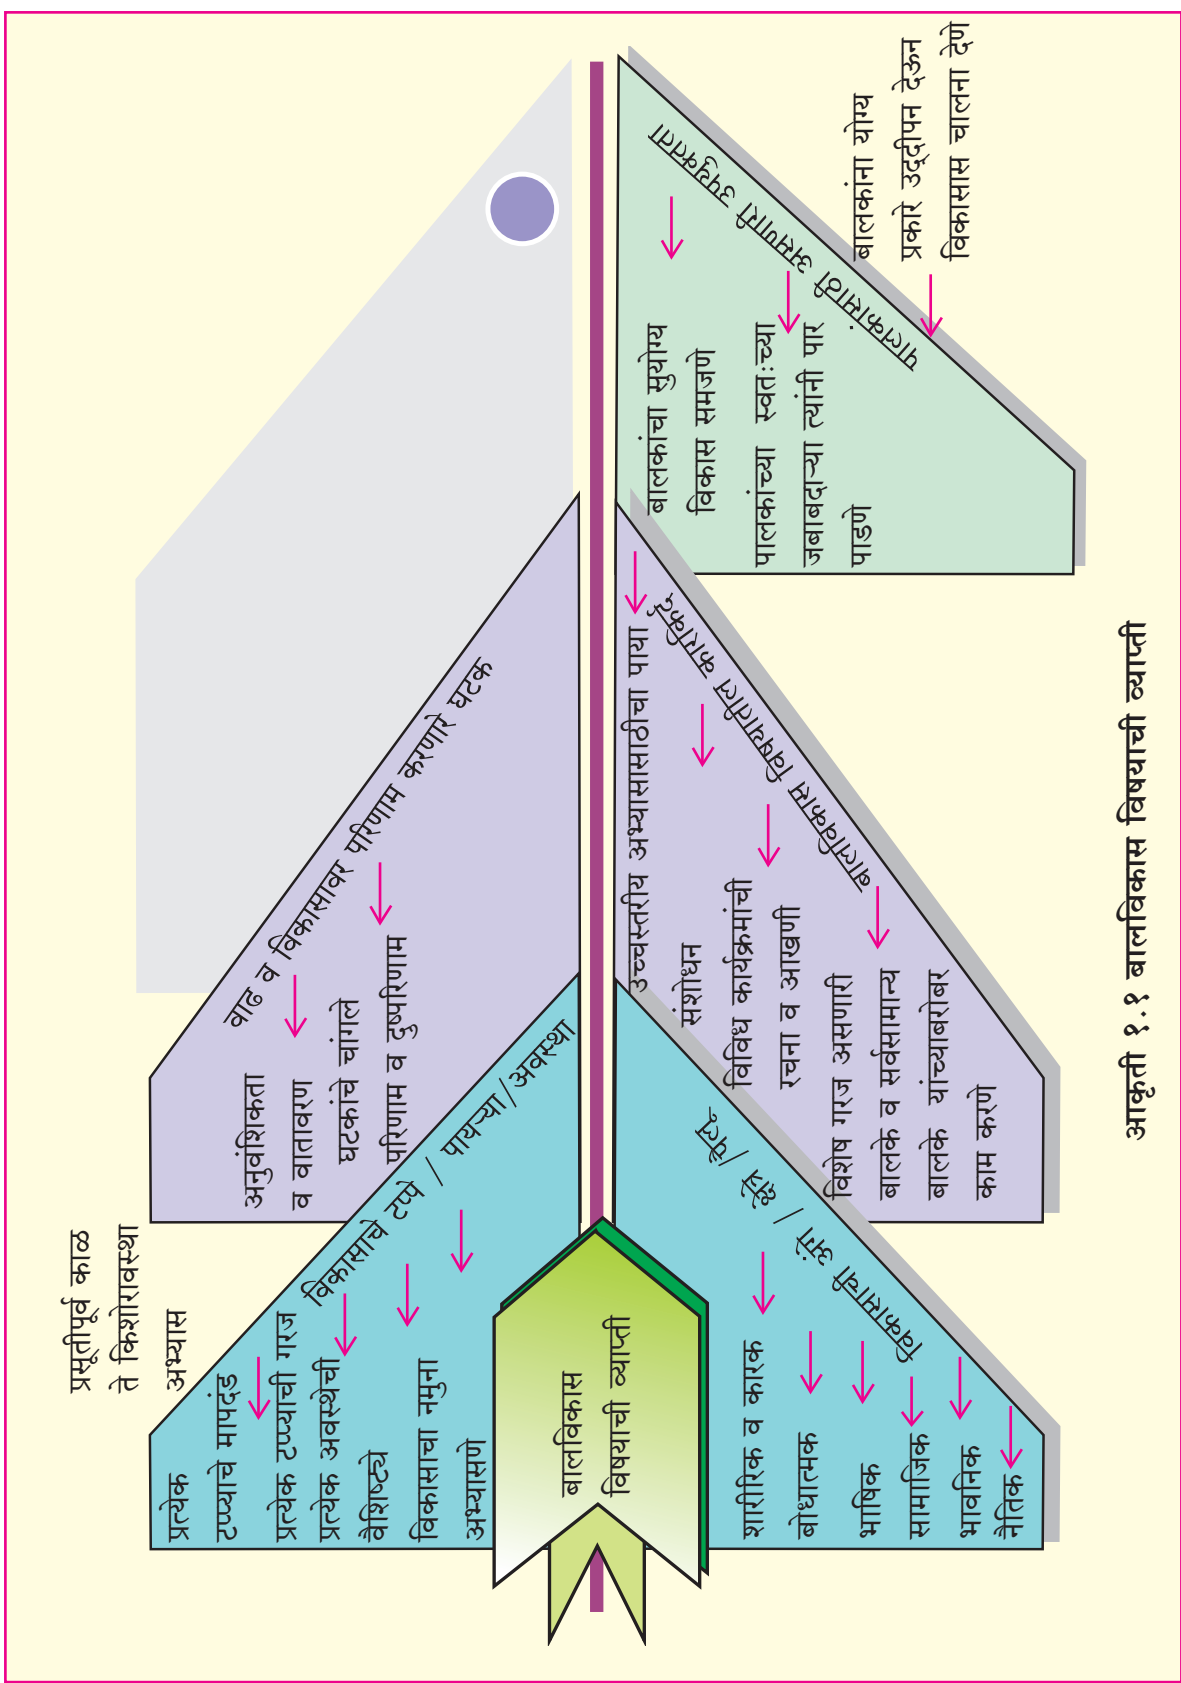 बालविकास
विषयाची व्याप्ती
विकासाचे टप्पे / पायऱ्या/अवस्था
प्रसूतीपूर्व काळ
ते किशोरावस्था
अभ्यास
प्रत्येक
टप्प्याचे मापदंड
प्रत्येक टप्प्याची गरज
प्रत्येक अवस्थेची
वैशिष्ट्ये
विकासाचा नमुना
अभ्यासणे
विकासाची अंगे / क्षेत्रे /पैलू
शारीरिक व कारक
बोधात्मक
भाषिक
सामाजिक
भावनिक
नैतिक
वाढ व विकासावर परिणाम करणारे घटक
अनुवंशिकता
व वातावरण
घटकांचे चांगले
परिणाम व दुष्परिणाम
बालविकास विषयातील कारकिर्द
उच्चस्तरीय अभ्यासासाठीचा पाया
संशोधन
विविध कार्यक्रमांची
रचना व आखणी
विशेष गरज असणारी
बालके व सर्वसामान्य
बालके यांच्याबरोबर
काम करणे
पालकांसाठी असणारी उपयुक्तता
बालकांचा सुयोग्य
विकास समजणे
पालकांच्या स्वतःच्या
जबाबदाऱ्या त्यांनी पार
पाडणे
बालकांना योग्य
प्रकारे उद्दीपन देऊन
विकासास चालना देणे
आकृती १.१ बालविकास विषयाची व्याप्ती